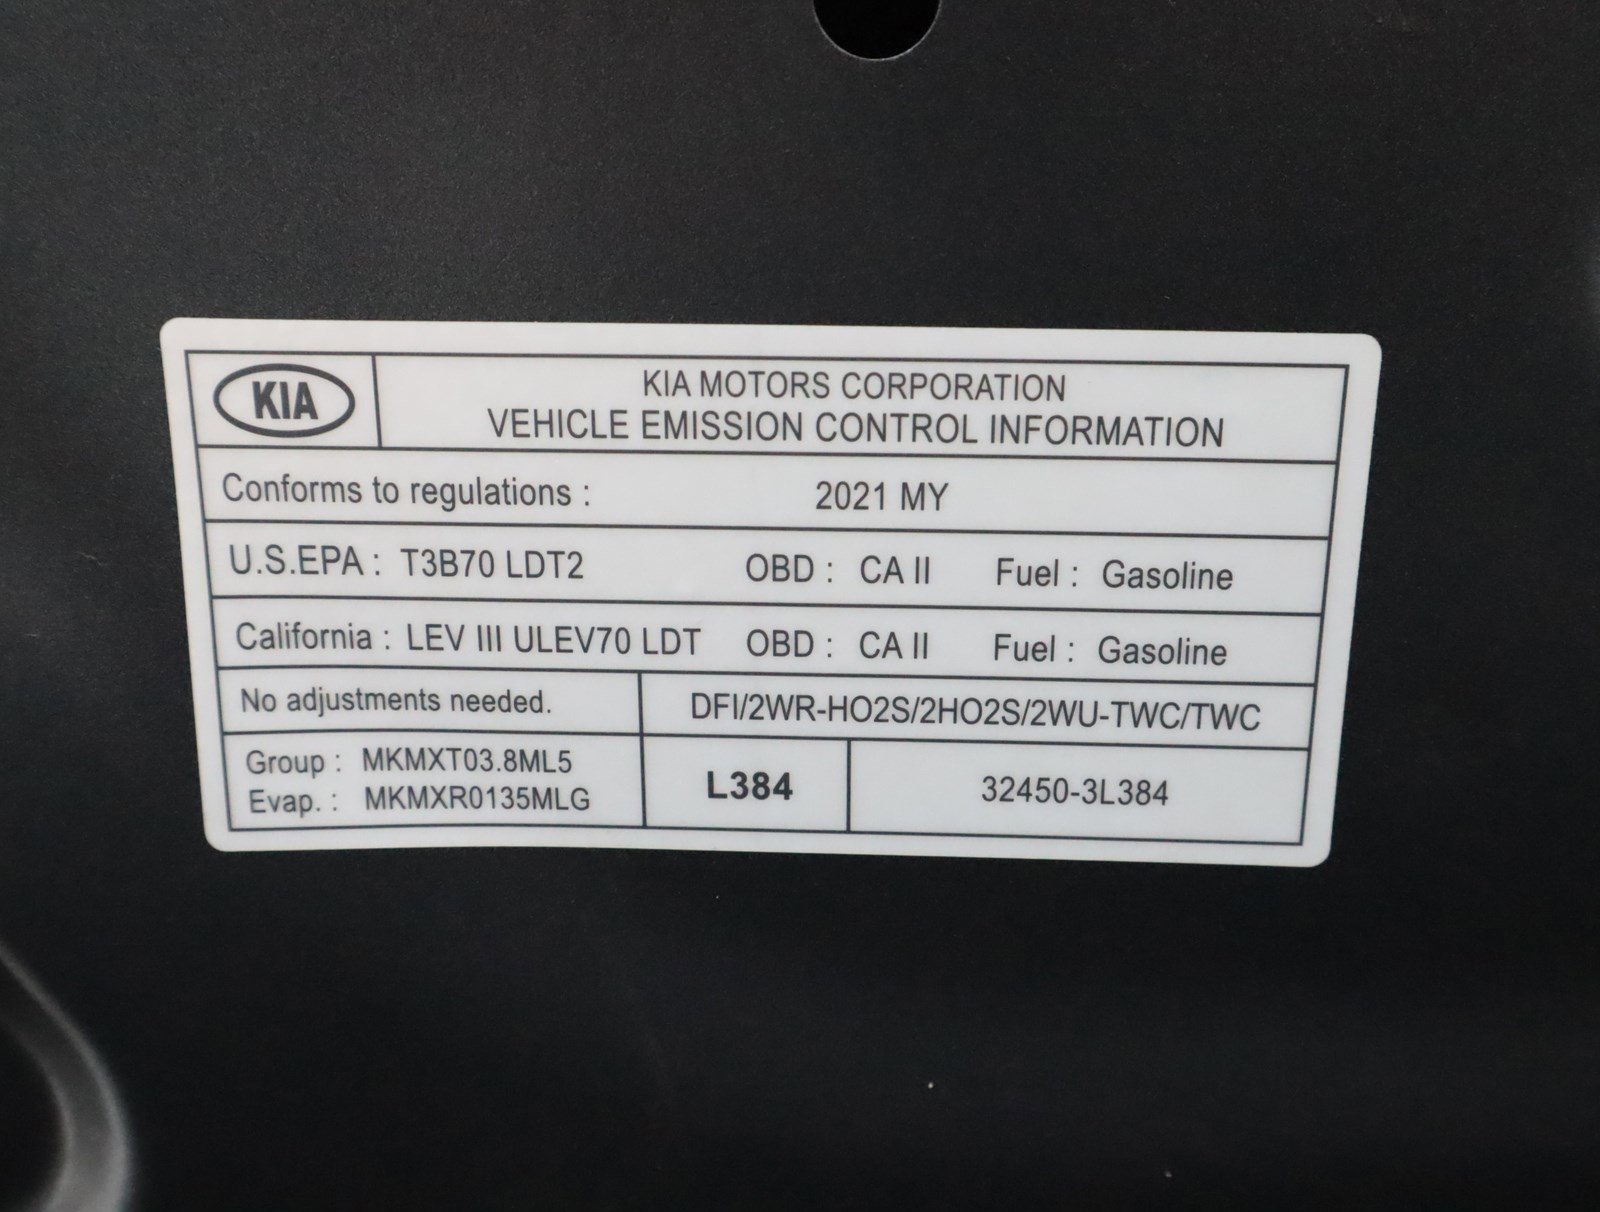 KIA
KIA MOTORS CORPORATION
VEHICLE EMISSION CONTROL INFORMATION
Conforms to regulations : 2021 MY
U.S.EPA : T3B70 LDT2 OBD : CA II Fuel : Gasoline
California : LEV III ULEV70 LDT OBD : CA II Fuel : Gasoline
No adjustments needed. DFI/2WR-HO2S/2HO2S/2WU-TWC/TWC
Group : MKMXT03.8ML5
Evap. : MKMXR0135MLG
L384
32450-3L384